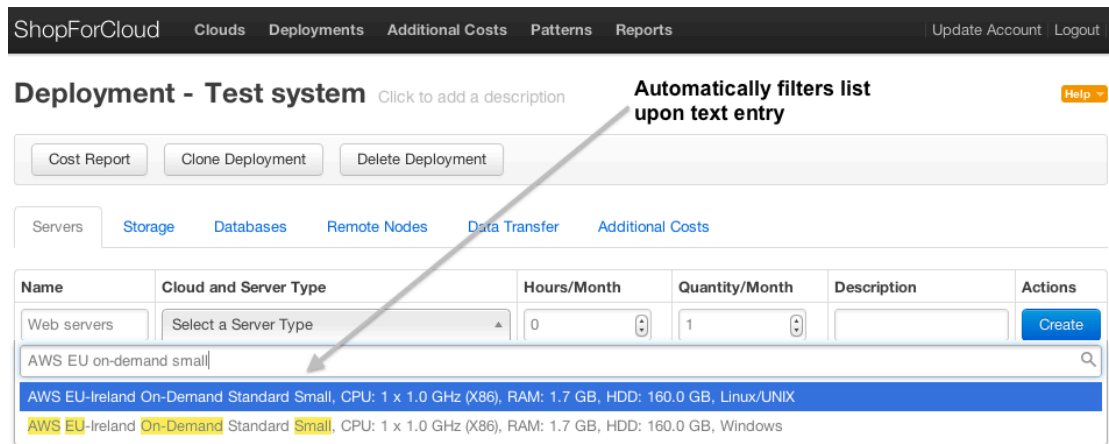 ShopForCloud Clouds Deployments Additional Costs Patterns Reports Update Account Logout
Deployment - Test system Click to add a description
Automatically filters list
upon text entry
Help
Cost Report Clone Deployment Delete Deployment
Servers Storage Databases Remote Nodes Data Transfer Additional Costs
Name Cloud and Server Type Hours/Month Quantity/Month Description Actions
Web servers Select a Server Type 0 1 Create
AWS EU on-demand small
AWS EU-Ireland On-Demand Standard Small, CPU: 1 x 1.0 GHz (X86), RAM: 1.7 GB, HDD: 160.0 GB, Linux/UNIX
AWS EU-Ireland On-Demand Standard Small, CPU: 1 x 1.0 GHz (X86), RAM: 1.7 GB, HDD: 160.0 GB, Windows